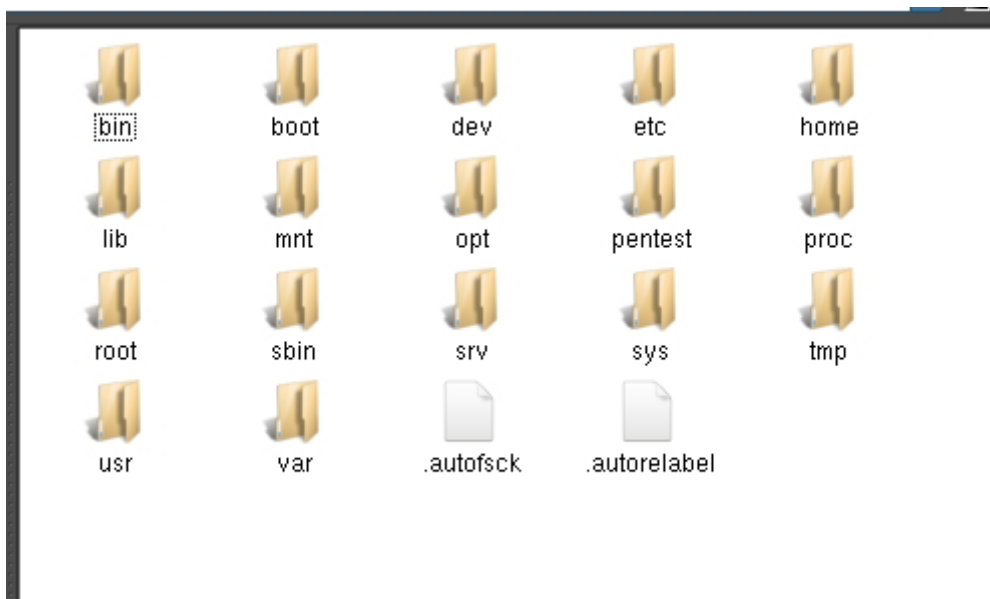 bin boot dev etc home
lib mnt opt pentest proc
root sbin srv sys tmp
usr var .autofsck .autorelabel